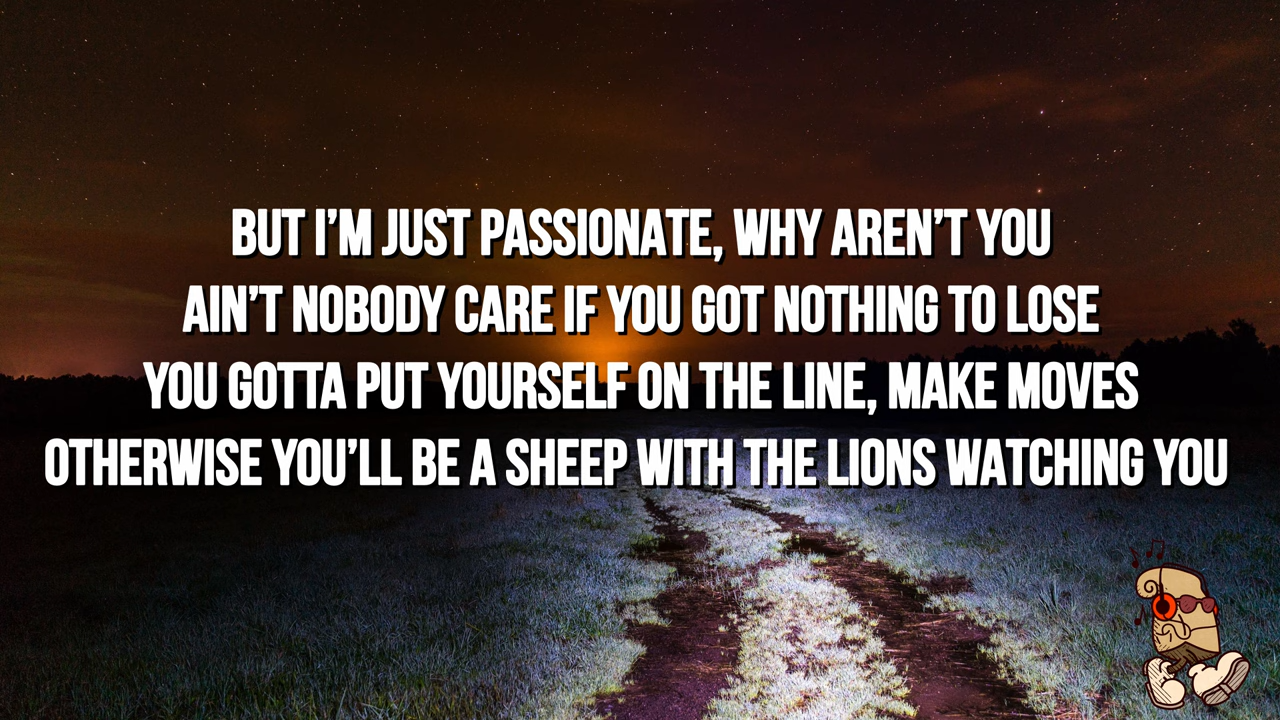 BUT I'M JUST PASSIONATE, WHY AREN'T YOU
AIN'T NOBODY CARE IF YOU GOT NOTHING TO LOSE
YOU GOTTA PUT YOURSELF ON THE LINE, MAKE MOVES
OTHERWISE YOU'LL BE A SHEEP WITH THE LIONS WATCHING YOU